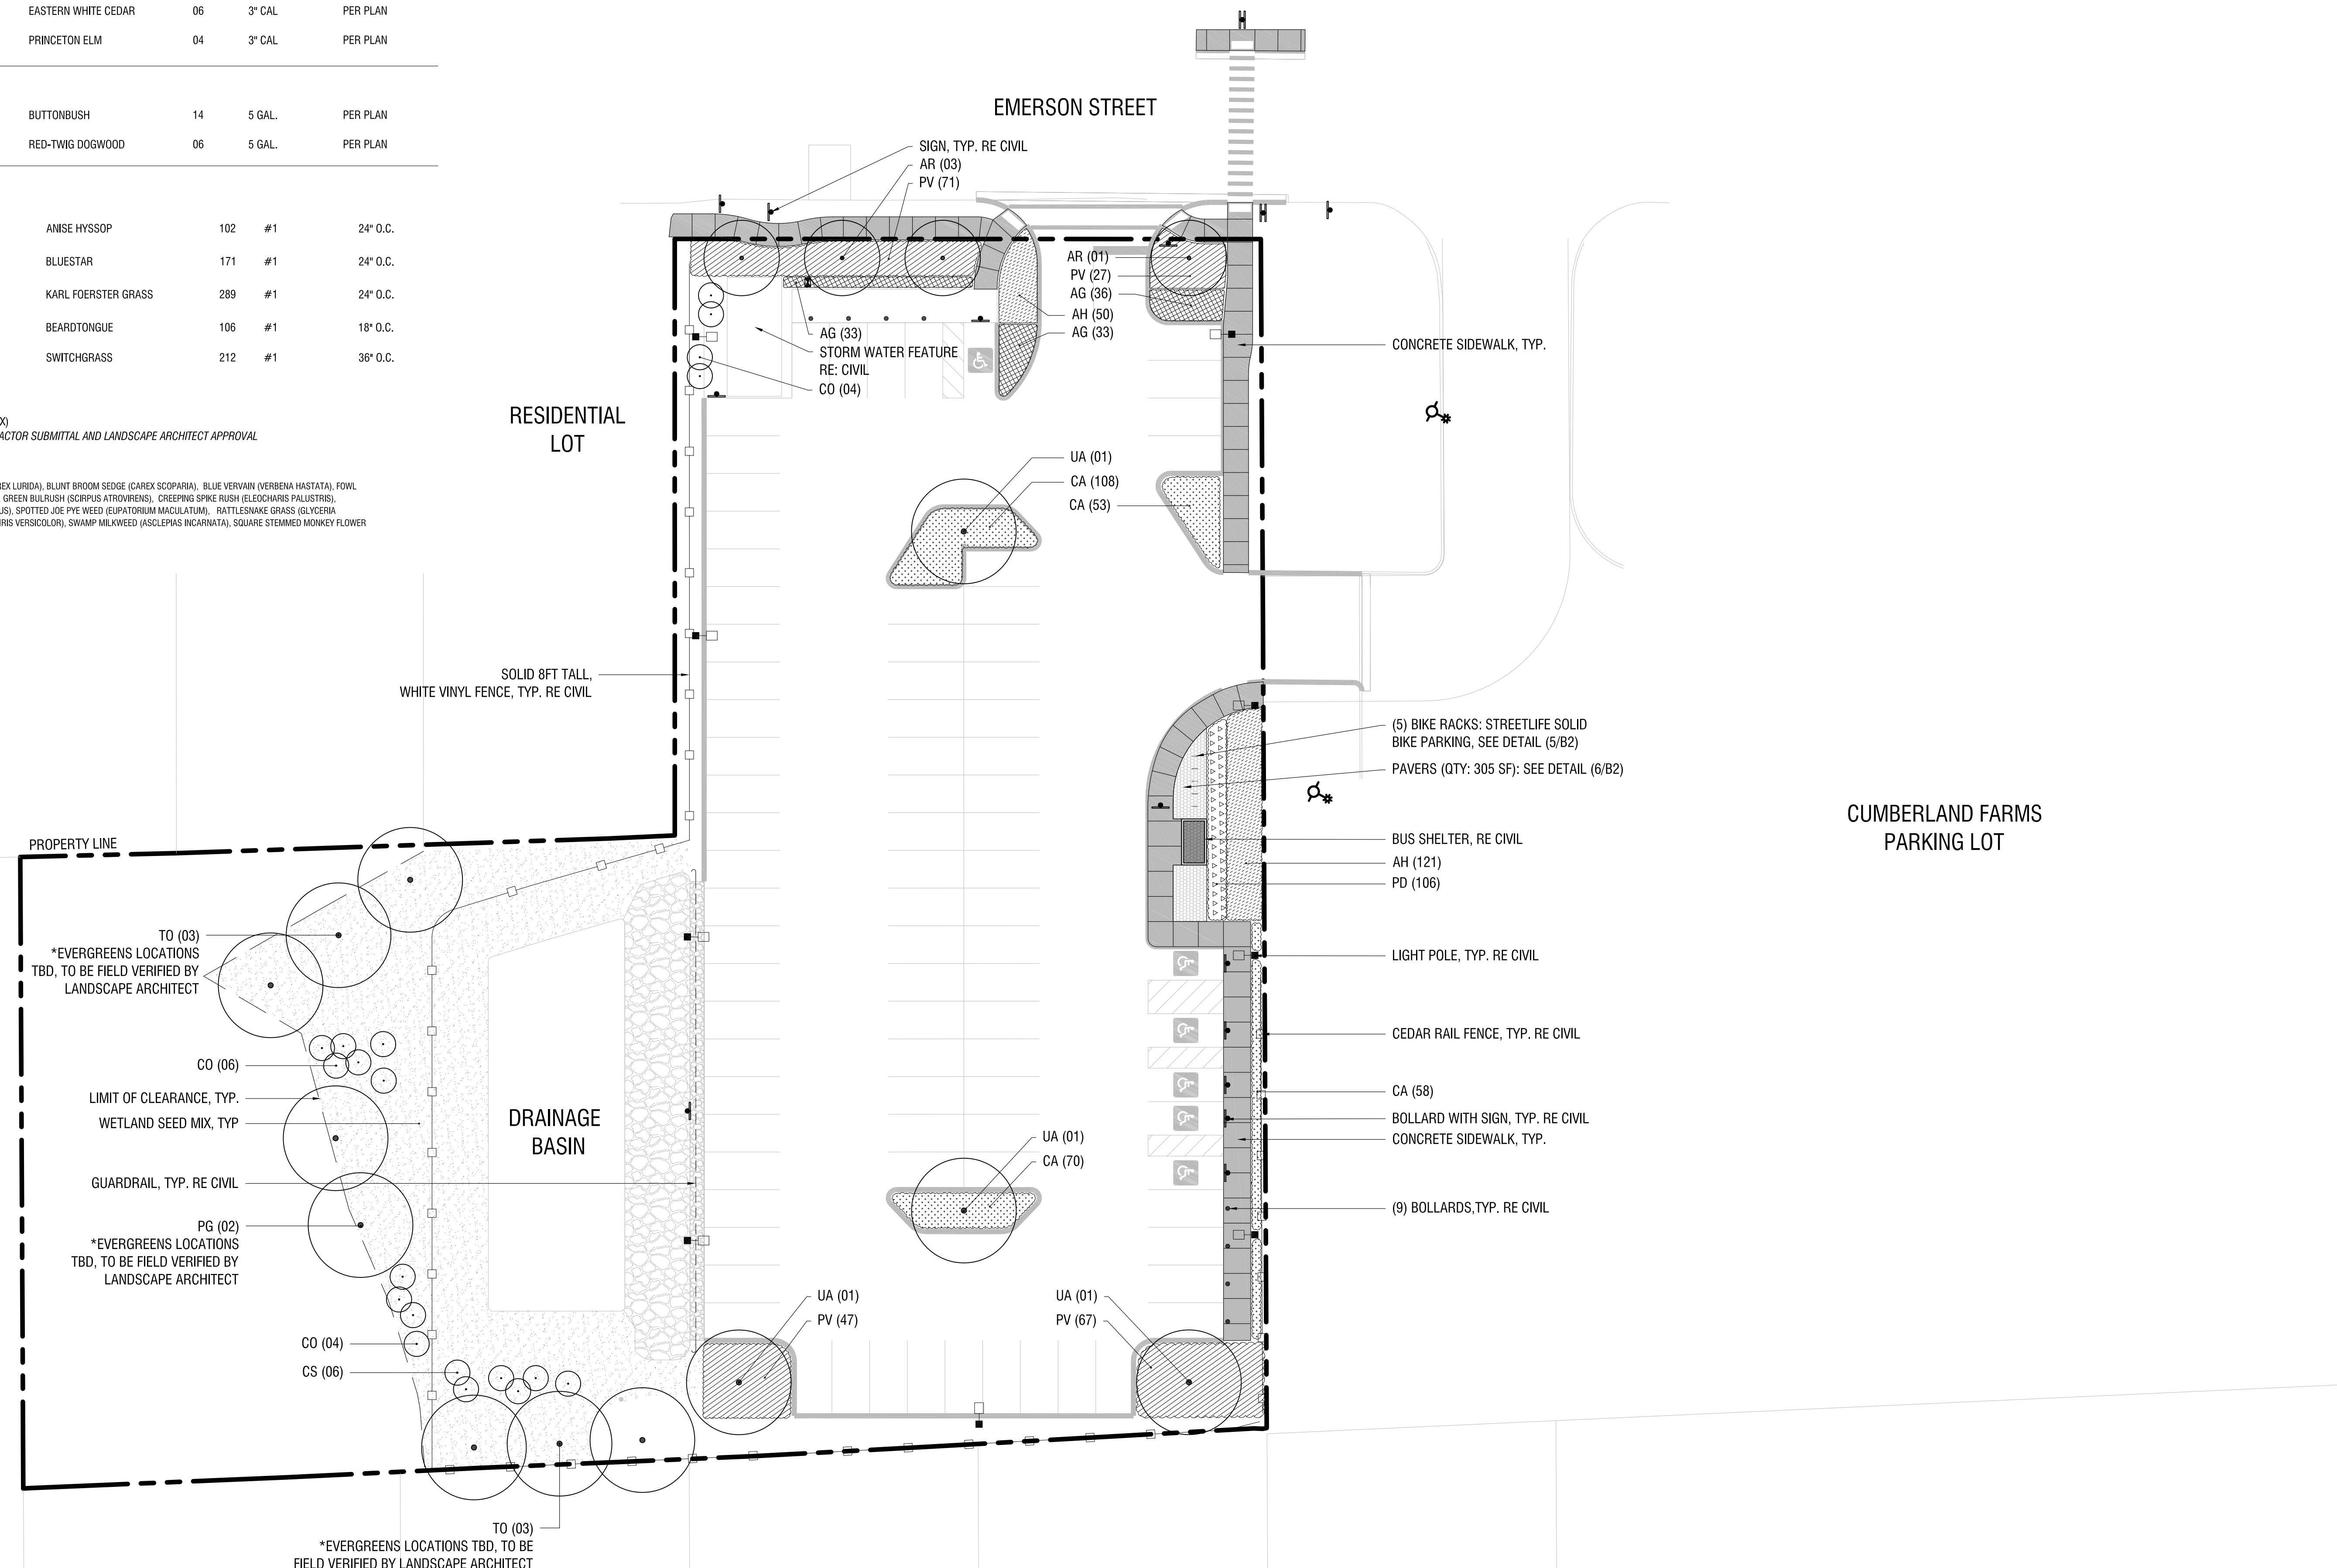 EASTERN WHITE CEDAR 06 3" CAL PER PLAN
PRINCETON ELM 04 3" CAL PER PLAN
BUTTONBUSH 14 5 GAL. PER PLAN
RED-TWIG DOGWOOD 06 5 GAL. PER PLAN
ANISE HYSSOP 102 #1 24" O.C.
BLUESTAR 171 #1 24" O.C.
KARL FOERSTER GRASS 289 #1 24" O.C.
BEARDTONGUE 106 #1 18" O.C.
SWITCHGRASS 212 #1 36" O.C.
X)
ACTOR SUBMITTAL AND LANDSCAPE ARCHITECT APPROVAL
REX LURIDA), BLUNT BROOM SEDGE (CAREX SCOPARIA), BLUE VERVAIN (VERBENA HASTATA), FOWL
GREEN BULRUSH (SCIRPUS ATROVIRENS), CREEPING SPIKE RUSH (ELEOCHARIS PALUSTRIS),
US), SPOTTED JOE PYE WEED (EUPATORIUM MACULATUM), RATTLESNAKE GRASS (GLYCERIA
IRIS VERSICOLOR), SWAMP MILKWEED (ASCLEPIAS INCARNATA), SQUARE STEMMED MONKEY FLOWER
EMERSON STREET
SIGN, TYP. RE CIVIL
AR (03)
PV (71)
AR (01)
PV (27)
AG (36)
AH (50)
AG (33)
AG (33)
STORM WATER FEATURE
RE: CIVIL
CO (04)
CONCRETE SIDEWALK, TYP.
RESIDENTIAL
LOT
UA (01)
CA (108)
CA (53)
SOLID 8FT TALL,
WHITE VINYL FENCE, TYP. RE CIVIL
(5) BIKE RACKS: STREETLIFE SOLID
BIKE PARKING, SEE DETAIL (5/B2)
PAVERS (QTY: 305 SF): SEE DETAIL (6/B2)
CUMBERLAND FARMS
PARKING LOT
BUS SHELTER, RE CIVIL
AH (121)
PD (106)
PROPERTY LINE
TO (03)
*EVERGREENS LOCATIONS
TBD, TO BE FIELD VERIFIED BY
LANDSCAPE ARCHITECT
LIGHT POLE, TYP. RE CIVIL
CEDAR RAIL FENCE, TYP. RE CIVIL
CO (06)
LIMIT OF CLEARANCE, TYP.
WETLAND SEED MIX, TYP
DRAINAGE
BASIN
CA (58)
BOLLARD WITH SIGN, TYP. RE CIVIL
CONCRETE SIDEWALK, TYP.
UA (01)
CA (70)
GUARDRAIL, TYP. RE CIVIL
(9) BOLLARDS,TYP. RE CIVIL
PG (02)
*EVERGREENS LOCATIONS
TBD, TO BE FIELD VERIFIED BY
LANDSCAPE ARCHITECT
UA (01)
PV (47)
UA (01)
PV (67)
CO (04)
CS (06)
TO (03)
*EVERGREENS LOCATIONS TBD, TO BE
FIELD VERIFIED BY LANDSCAPE ARCHITECT